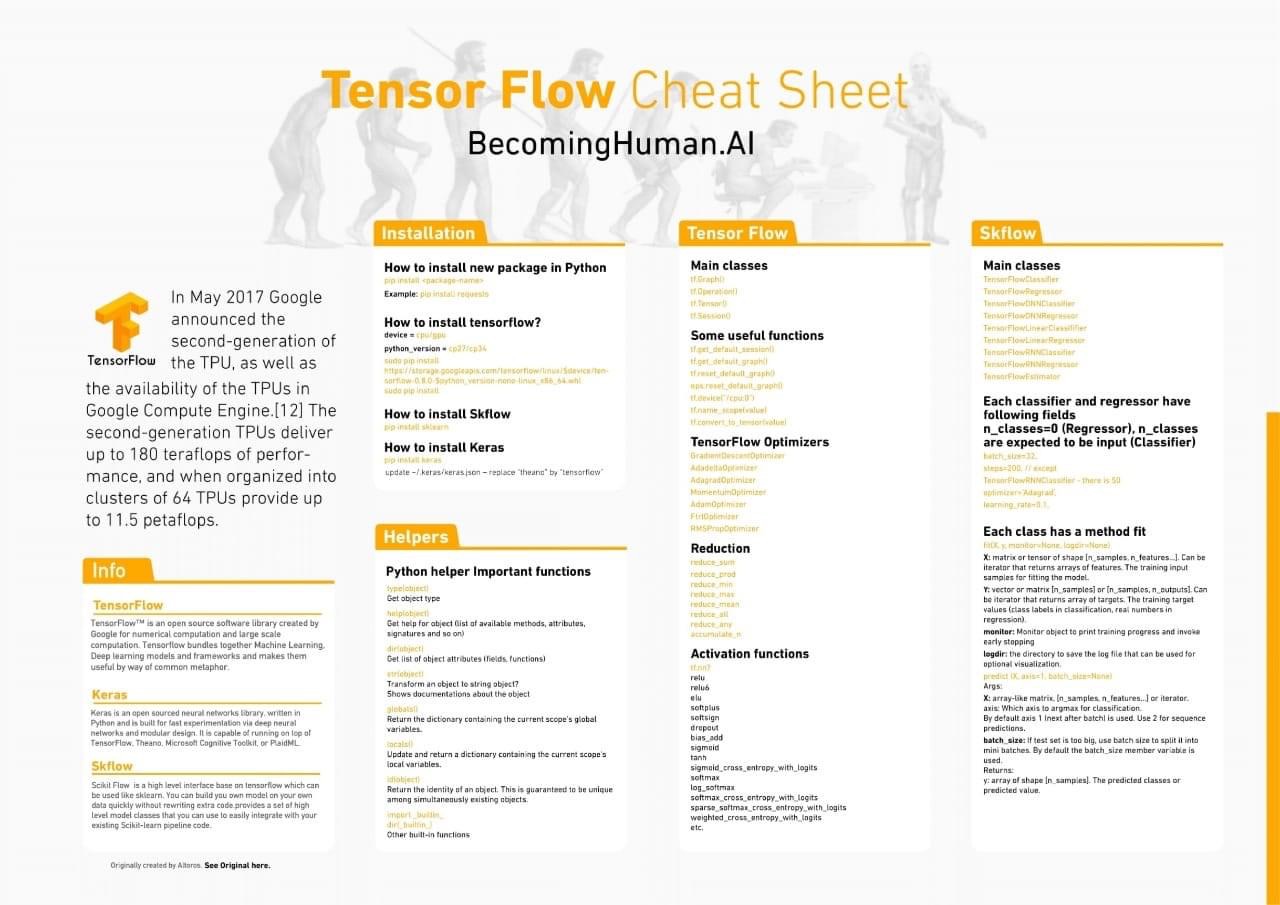 Tensor Flow Cheat Sheet
BecomingHuman.AI
TensorFlow
In May 2017 Google
announced the
second-generation of
the TPU, as well as
the availability of the TPUs in
Google Compute Engine.[12] The
second-generation TPUs deliver
up to 180 teraflops of perfor-
mance, and when organized into
clusters of 64 TPUs provide up
to 11.5 petaflops.
Info
TensorFlow
TensorFlow™ is an open source software library created by
Google for numerical computation and large scale
computation. Tensorflow bundles together Machine Learning,
Deep learning models and frameworks and makes them
useful by way of common metaphor.
Keras
Keras is an open sourced neural networks library, written in
Python and is built for fast experimentation via deep neural
networks and modular design. It is capable of running on top of
TensorFlow, Theano, Microsoft Cognitive Toolkit, or PlaidML.
Skflow
Scikit Flow is a high level interface base on tensorflow which can
be used like sklearn. You can build you own model on your own
data quickly without rewriting extra code.provides a set of high
level model classes that you can use to easily integrate with your
existing Scikit-learn pipeline code.
Originally created by Altoros. See Original here.
Installation
How to install new package in Python
pip install <package-name>
Example: pip install requests
How to install tensorflow?
device = cpu/gpu
python_version = cp27/cp34
sudo pip install
https://storage.googleapis.com/tensorflow/linux/$device/ten-
sorflow-0.8.0-$python_version-none-linux_x86_64.whl
sudo pip install
How to install Skflow
pip install sklearn
How to install Keras
pip install keras
update ~/.keras/keras.json – replace "theano" by "tensorflow"
Helpers
Python helper Important functions
type(object)
Get object type
help(object)
Get help for object (list of available methods, attributes,
signatures and so on)
dir(object)
Get list of object attributes (fields, functions)
str(object)
Transform an object to string object?
Shows documentations about the object
globals()
Return the dictionary containing the current scope's global
variables.
locals()
Update and return a dictionary containing the current scope's
local variables.
id(object)
Return the identity of an object. This is guaranteed to be unique
among simultaneously existing objects.
import _builtin_
dir(_builtin_)
Other built-in functions
Tensor Flow
Main classes
tf.Graph()
tf.Operation()
tf.Tensor()
tf.Session()
Some useful functions
tf.get_default_session()
tf.get_default_graph()
tf.reset_default_graph()
ops.reset_default_graph()
tf.device("/cpu:0")
tf.name_scope(value)
tf.convert_to_tensor(value)
TensorFlow Optimizers
GradientDescentOptimizer
AdadeltaOptimizer
AdagradOptimizer
MomentumOptimizer
AdamOptimizer
FtrlOptimizer
RMSPropOptimizer
Reduction
reduce_sum
reduce_prod
reduce_min
reduce_max
reduce_mean
reduce_all
reduce_any
accumulate_n
Activation functions
tf.nn?
relu
relu6
elu
softplus
softsign
dropout
bias_add
sigmoid
tanh
sigmoid_cross_entropy_with_logits
softmax
log_softmax
softmax_cross_entropy_with_logits
sparse_softmax_cross_entropy_with_logits
weighted_cross_entropy_with_logits
etc.
Skflow
Main classes
TensorFlowClassifier
TensorFlowRegressor
TensorFlowDNNClassifier
TensorFlowDNNRegressor
TensorFlowLinearClassififier
TensorFlowLinearRegressor
TensorFlowRNNClassifier
TensorFlowRNNRegressor
TensorFlowEstimator
Each classifier and regressor have
following fields
n_classes=0 (Regressor), n_classes
are expected to be input (Classifier)
batch_size=32,
steps=200, // except
TensorFlowRNNClassifier - there is 50
optimizer='Adagrad',
learning_rate=0.1,
Each class has a method fit
fit(X, y, monitor=None, logdir=None)
X: matrix or tensor of shape [n_samples, n_features...]. Can be
iterator that returns arrays of features. The training input
samples for fitting the model.
Y: vector or matrix [n_samples] or [n_samples, n_outputs]. Can
be iterator that returns array of targets. The training target
values (class labels in classification, real numbers in
regression).
monitor: Monitor object to print training progress and invoke
early stopping
logdir: the directory to save the log file that can be used for
optional visualization.
predict (X, axis=1, batch_size=None)
Args:
X: array-like matrix, [n_samples, n_features...] or iterator.
axis: Which axis to argmax for classification.
By default axis 1 (next after batch) is used. Use 2 for sequence
predictions.
batch_size: If test set is too big, use batch size to split it into
mini batches. By default the batch_size member variable is
used.
Returns:
y: array of shape [n_samples]. The predicted classes or
predicted value.